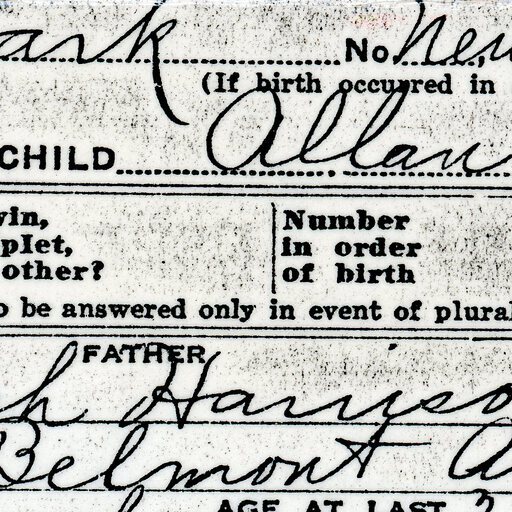 ark No. New
(If birth occurred in
CHILD Allan
win, Number
plet, in order
other? of birth
o be answered only in event of plural
FATHER
h Harriso
Belmont A
AGE AT LAST